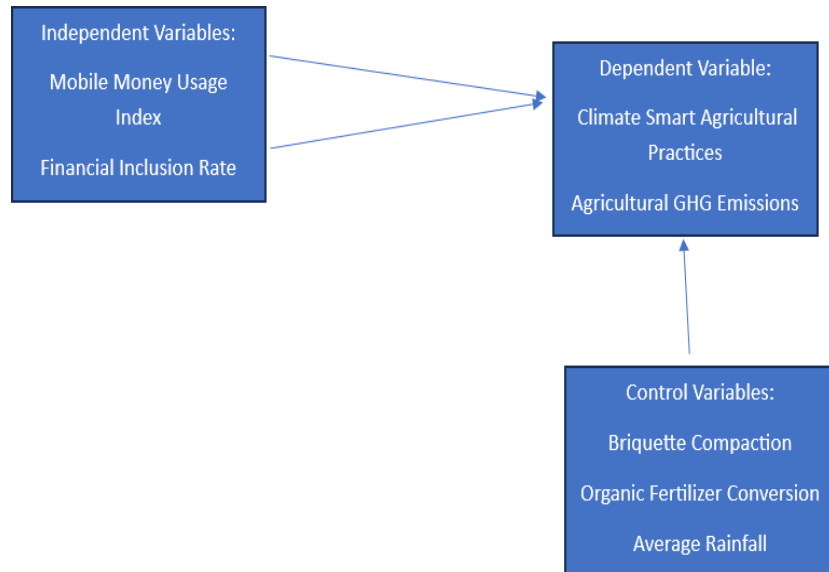 Independent Variables:
Mobile Money Usage
Index
Financial Inclusion Rate
Dependent Variable:
Climate Smart Agricultural
Practices
Agricultural GHG Emissions
Control Variables:
Briquette Compaction
Organic Fertilizer Conversion
Average Rainfall